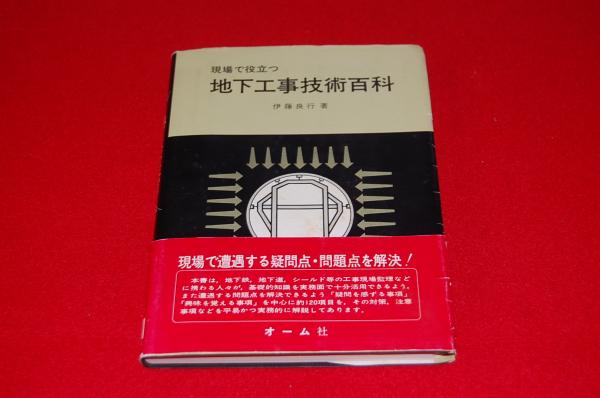 現場で役立つ
地下工事技術百科
伊藤良行著
現場で遭遇する疑問点・問題点を解決!
本書は,地下鉄,地下道,シールド等の工事現場監理など
に携わる人々が,基礎的知識を実務面で十分活用できるよう,
また遭遇する問題点を解決できるよう「疑問を感ずる事項」
「興味を覚える事項」を中心に約120項目を,その対策,注意
事項などを平易かつ実務的に解説してあります。
オーム社